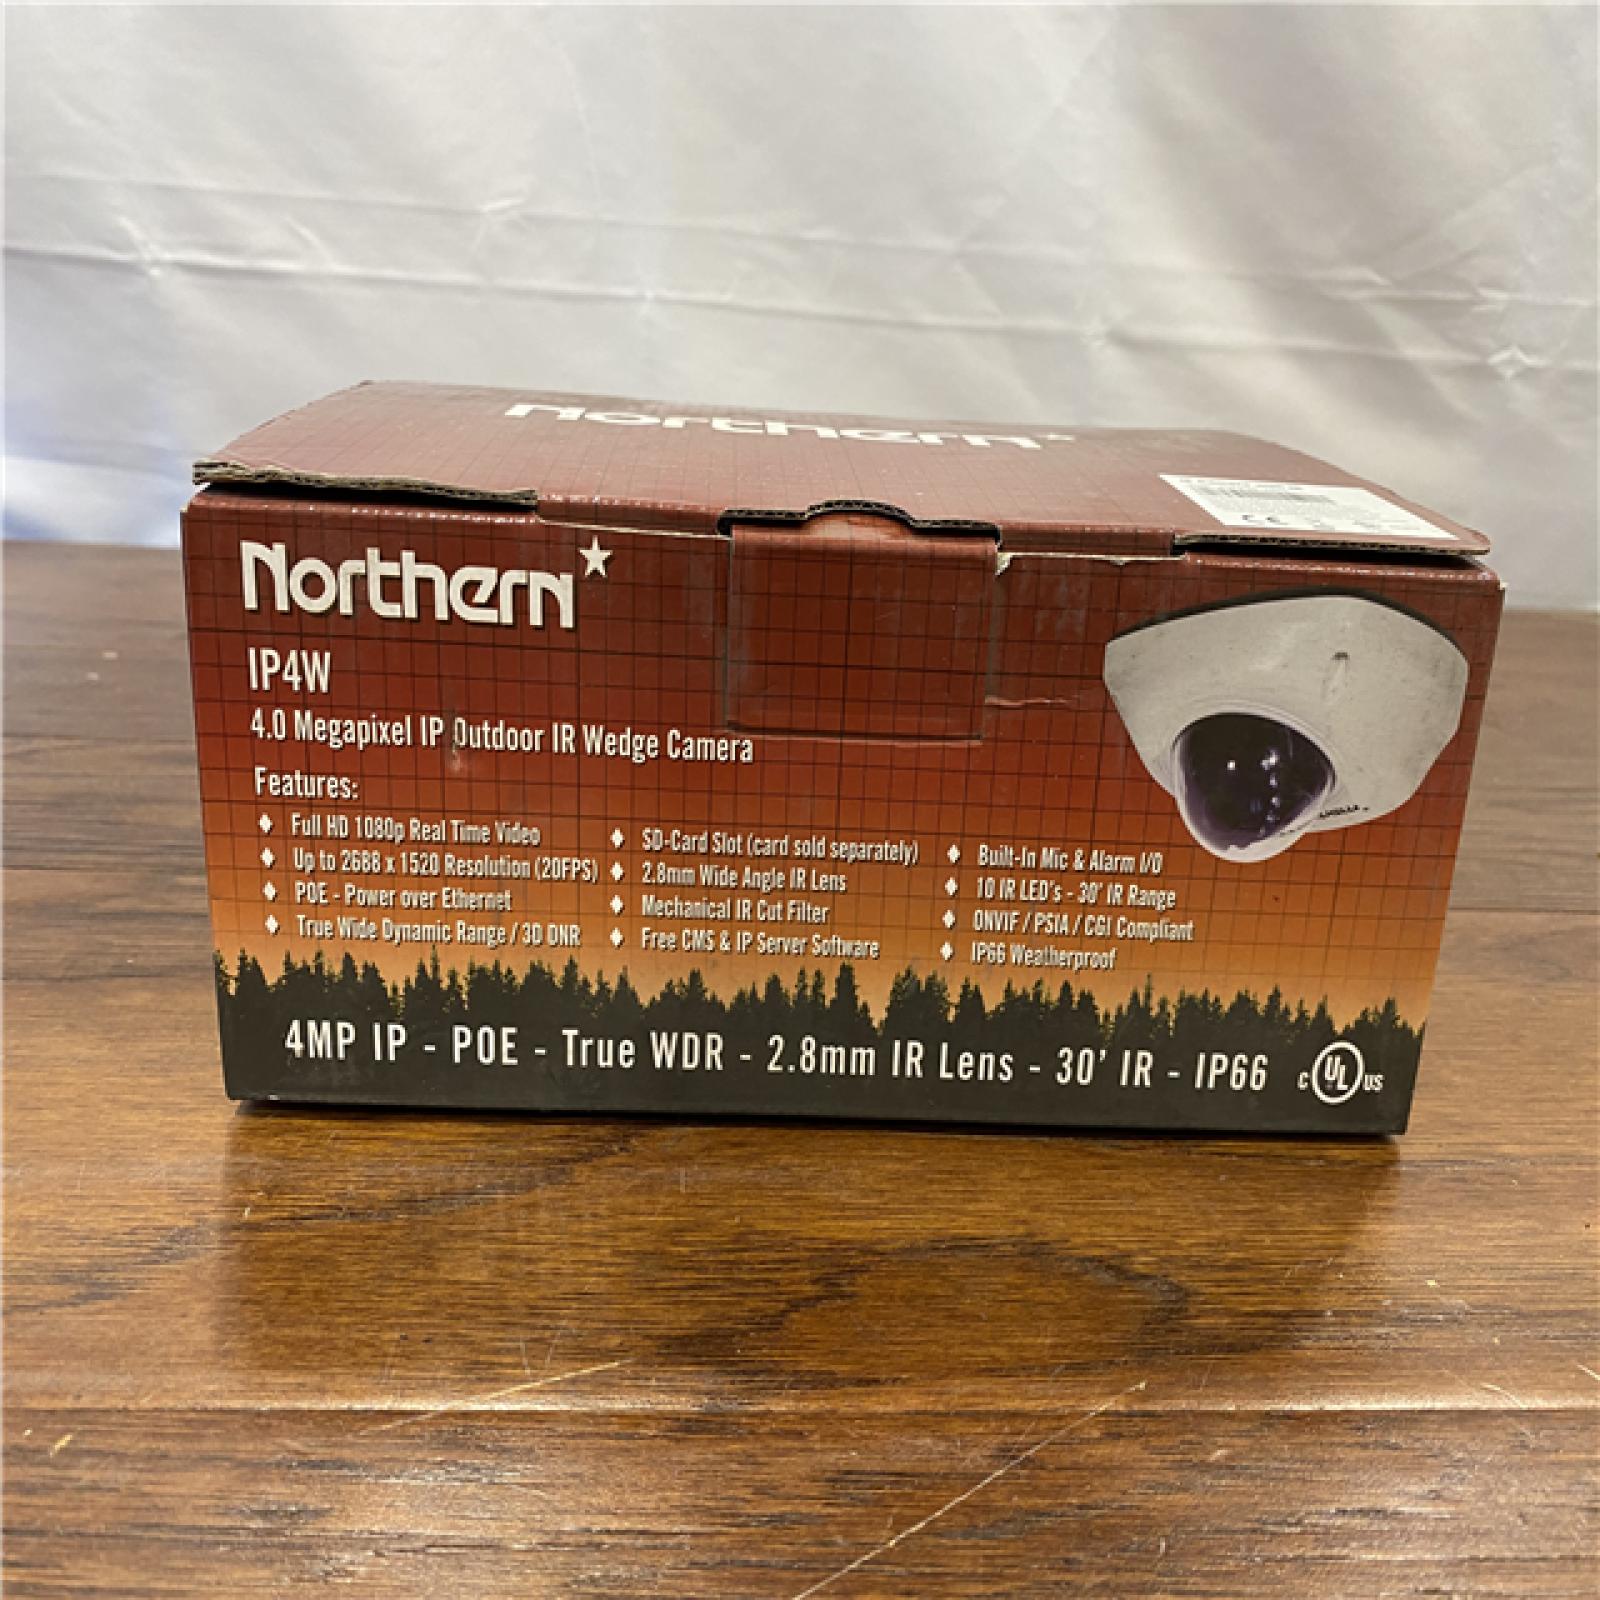 Northern
Northern
IP4W
4.0 Megapixel IP Outdoor IR Wedge Camera
Features:
Full HD 1080p Real Time Video
Up to 2688 x 1520 Resolution (20FPS)
POE - Power over Ethernet
True Wide Dynamic Range / 3D DNR
SD-Card Slot (card sold separately)
2.8mm Wide Angle IR Lens
Mechanical IR Cut Filter
Free CMS & IP Server Software
Built-In Mic & Alarm I/O
10 IR LED's - 30' IR Range
ONVIF / PSIA / CGI Compliant
IP66 Weatherproof
4MP IP - POE - True WDR - 2.8mm IR Lens - 30' IR - IP66
c UL us